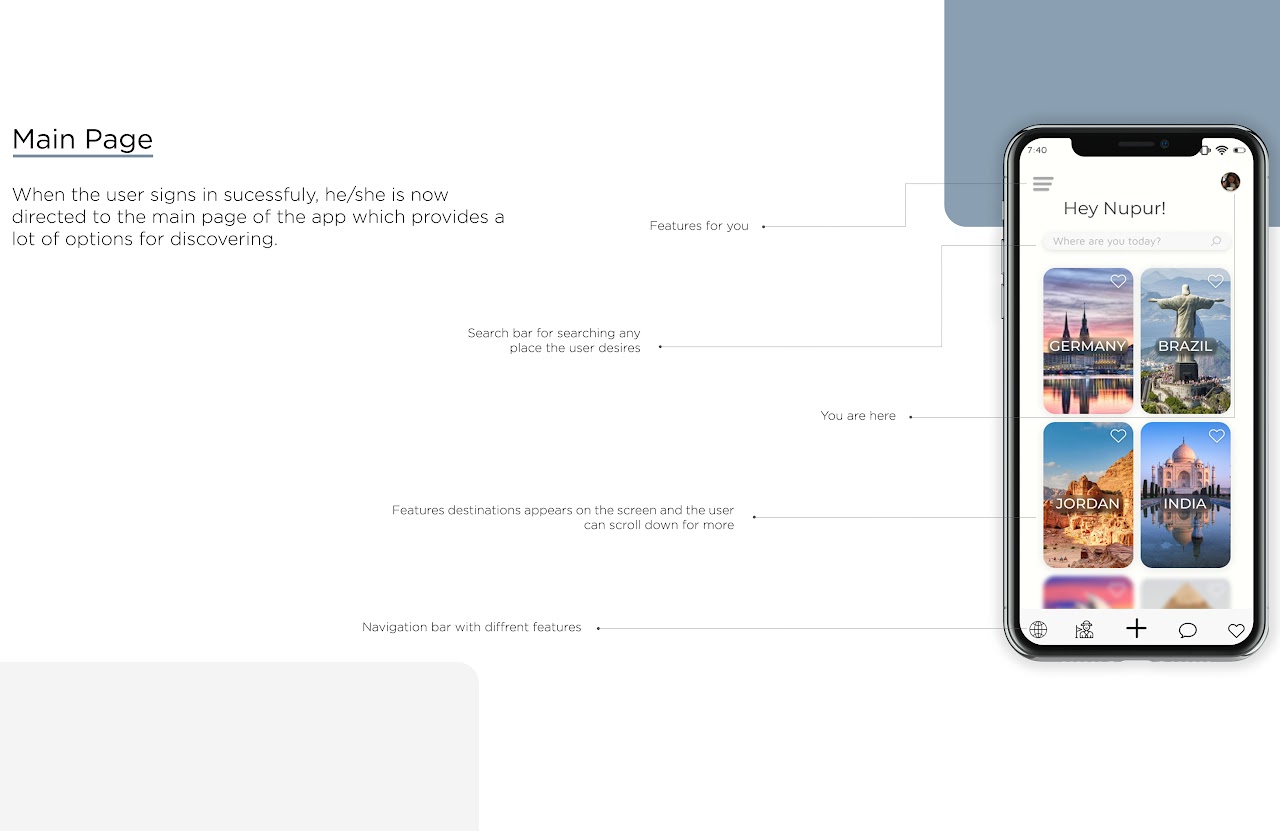 Main Page
When the user signs in sucessfuly, he/she is now
directed to the main page of the app which provides a
lot of options for discovering.
Features for you
Search bar for searching any
place the user desires
You are here
Features destinations appears on the screen and the user
can scroll down for more
Navigation bar with diffrent features
7:40
Hey Nupur!
Where are you today?
GERMANY
BRAZIL
JORDAN
INDIA